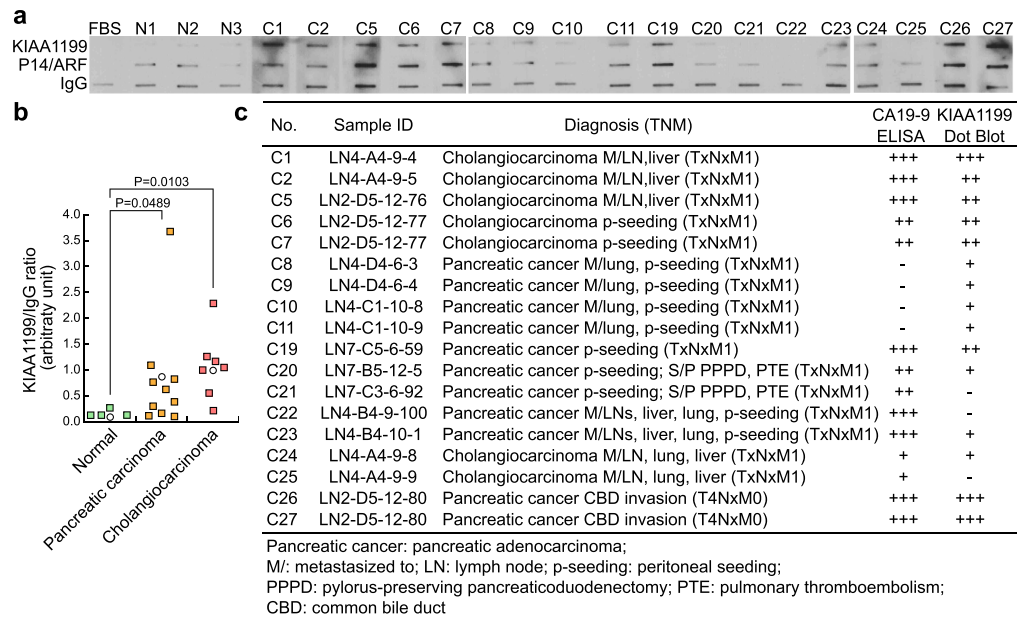 a
FBS N1 N2 N3 C1 C2 C5 C6 C7 C8 C9 C10 C11 C19 C20 C21 C22 C23 C24 C25 C26 C27
KIAA1199
P14/ARF
IgG
b
P=0.0103
P=0.0489
KIAA1199/IgG ratio
(arbitraty unit)
4.0
3.5
3.0
2.5
2.0
1.5
1.0
0.5
0.0
Normal
Pancreatic carcinoma
Cholangiocarcinoma
c
No. Sample ID Diagnosis (TNM) CA19-9 ELISA KIAA1199 Dot Blot
C1 LN4-A4-9-4 Cholangiocarcinoma M/LN,liver (TxNxM1) +++ +++
C2 LN4-A4-9-5 Cholangiocarcinoma M/LN,liver (TxNxM1) +++ ++
C5 LN2-D5-12-76 Cholangiocarcinoma M/LN,liver (TxNxM1) +++ ++
C6 LN2-D5-12-77 Cholangiocarcinoma p-seeding (TxNxM1) ++ ++
C7 LN2-D5-12-77 Cholangiocarcinoma p-seeding (TxNxM1) ++ ++
C8 LN4-D4-6-3 Pancreatic cancer M/lung, p-seeding (TxNxM1) - +
C9 LN4-D4-6-4 Pancreatic cancer M/lung, p-seeding (TxNxM1) - +
C10 LN4-C1-10-8 Pancreatic cancer M/lung, p-seeding (TxNxM1) - +
C11 LN4-C1-10-9 Pancreatic cancer M/lung, p-seeding (TxNxM1) - +
C19 LN7-C5-6-59 Pancreatic cancer p-seeding (TxNxM1) +++ ++
C20 LN7-B5-12-5 Pancreatic cancer p-seeding; S/P PPPD, PTE (TxNxM1) ++ +
C21 LN7-C3-6-92 Pancreatic cancer p-seeding; S/P PPPD, PTE (TxNxM1) ++ -
C22 LN4-B4-9-100 Pancreatic cancer M/LNs, liver, lung, p-seeding (TxNxM1) +++ -
C23 LN4-B4-10-1 Pancreatic cancer M/LNs, liver, lung, p-seeding (TxNxM1) +++ +
C24 LN4-A4-9-8 Cholangiocarcinoma M/LN, lung, liver (TxNxM1) + +
C25 LN4-A4-9-9 Cholangiocarcinoma M/LN, lung, liver (TxNxM1) + -
C26 LN2-D5-12-80 Pancreatic cancer CBD invasion (T4NxM0) +++ +++
C27 LN2-D5-12-80 Pancreatic cancer CBD invasion (T4NxM0) +++ +++
Pancreatic cancer: pancreatic adenocarcinoma;
M/: metastasized to; LN: lymph node; p-seeding: peritoneal seeding;
PPPD: pylorus-preserving pancreaticoduodenectomy; PTE: pulmonary thromboembolism;
CBD: common bile duct